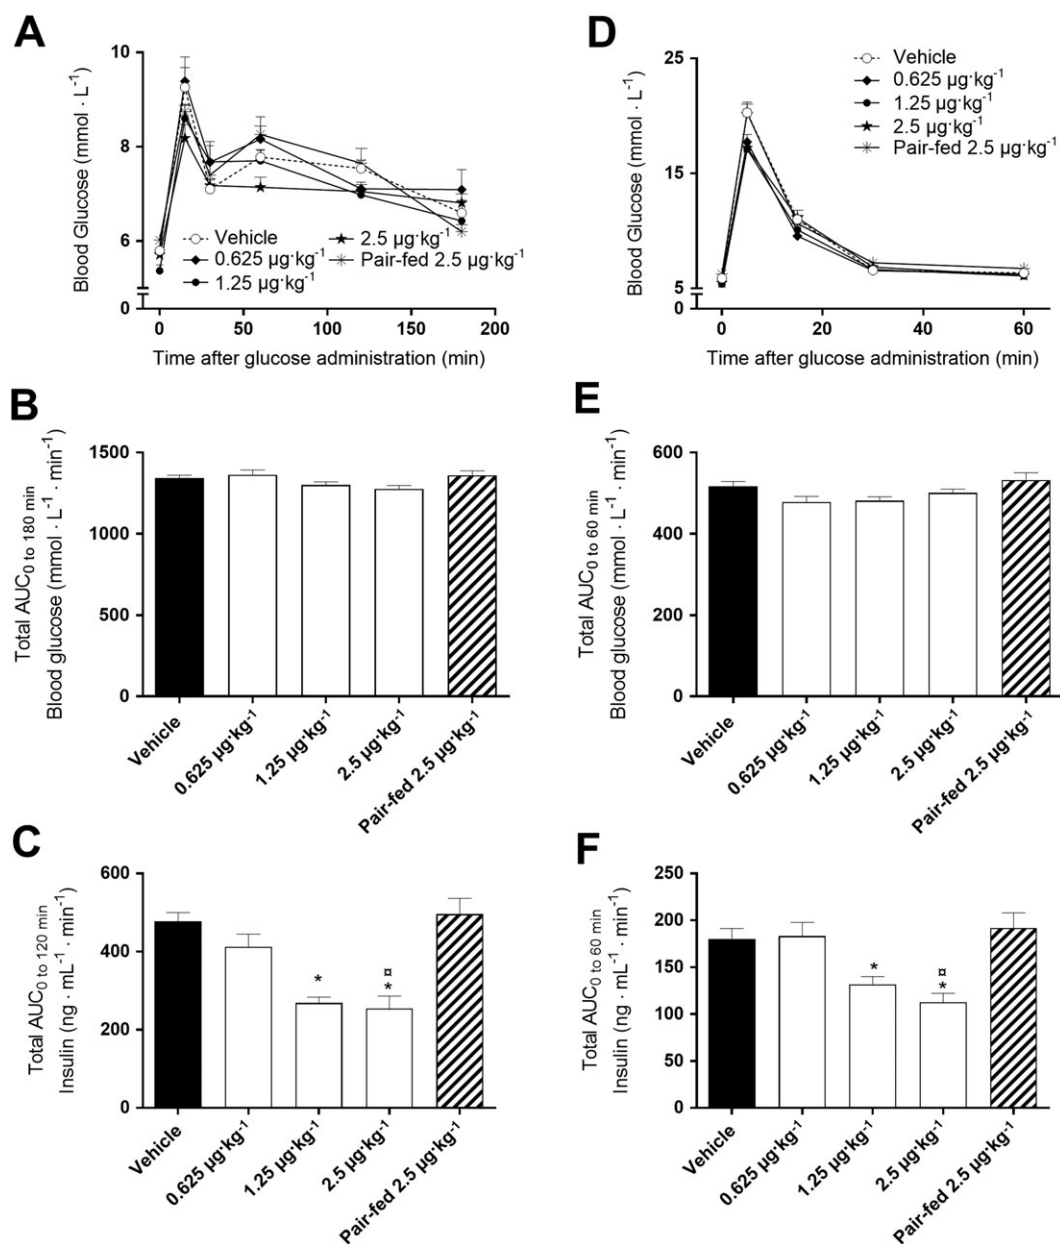 A
Blood Glucose (mmol · L⁻¹)
10
8
6
0
Vehicle
0.625 µg·kg⁻¹
1.25 µg·kg⁻¹
2.5 µg·kg⁻¹
Pair-fed 2.5 µg·kg⁻¹
0 50 100 150 200
Time after glucose administration (min)
D
Blood Glucose (mmol · L⁻¹)
25
15
5
0
Vehicle
0.625 µg·kg⁻¹
1.25 µg·kg⁻¹
2.5 µg·kg⁻¹
Pair-fed 2.5 µg·kg⁻¹
0 20 40 60
Time after glucose administration (min)
B
Total AUC₀ to 180 min
Blood glucose (mmol · L⁻¹ · min⁻¹)
1500
1000
500
0
Vehicle
0.625 µg·kg⁻¹
1.25 µg·kg⁻¹
2.5 µg·kg⁻¹
Pair-fed 2.5 µg·kg⁻¹
E
Total AUC₀ to 60 min
Blood glucose (mmol · L⁻¹ · min⁻¹)
600
400
200
0
Vehicle
0.625 µg·kg⁻¹
1.25 µg·kg⁻¹
2.5 µg·kg⁻¹
Pair-fed 2.5 µg·kg⁻¹
C
Total AUC₀ to 120 min
Insulin (ng · mL⁻¹ · min⁻¹)
600
400
200
0
*
¤
*
Vehicle
0.625 µg·kg⁻¹
1.25 µg·kg⁻¹
2.5 µg·kg⁻¹
Pair-fed 2.5 µg·kg⁻¹
F
Total AUC₀ to 60 min
Insulin (ng · mL⁻¹ · min⁻¹)
250
200
150
100
50
0
*
¤
*
Vehicle
0.625 µg·kg⁻¹
1.25 µg·kg⁻¹
2.5 µg·kg⁻¹
Pair-fed 2.5 µg·kg⁻¹